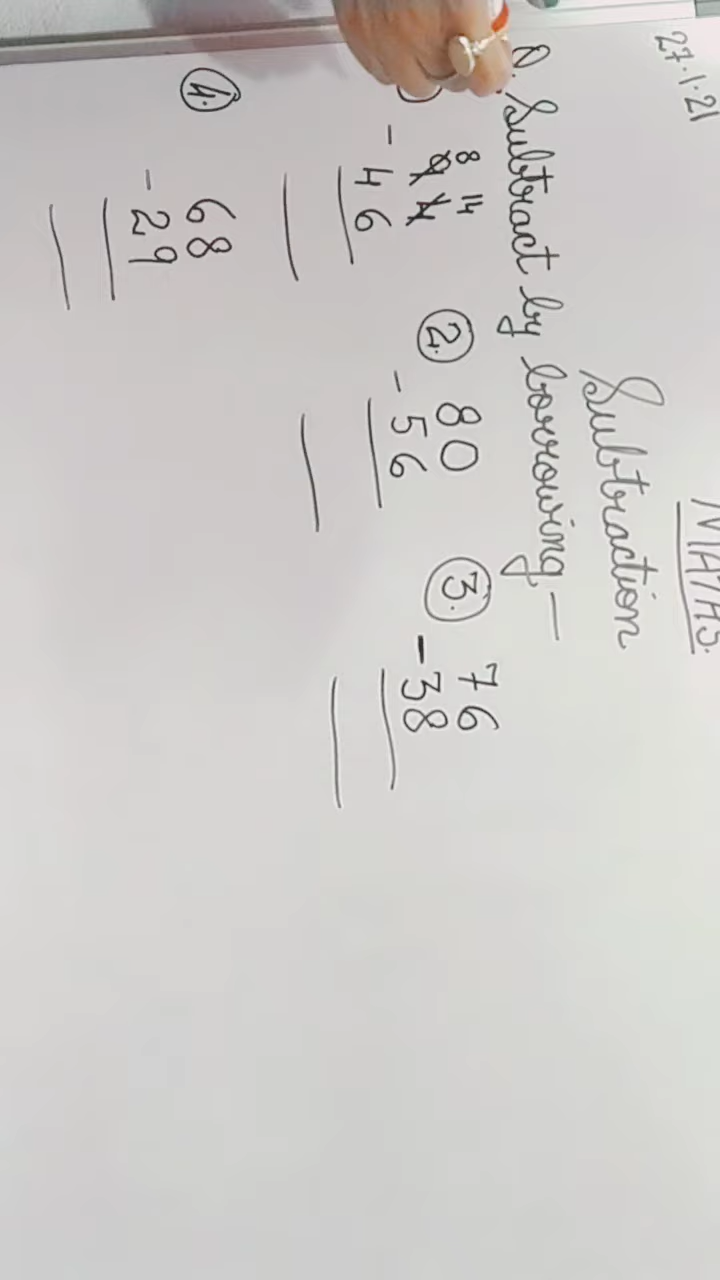 27.1.21
MATHS.
Subtraction
Q. Subtract by borrowing —
8 14
9 4
- 4 6
2. 80
- 56
3. 76
- 38
4. 68
- 29